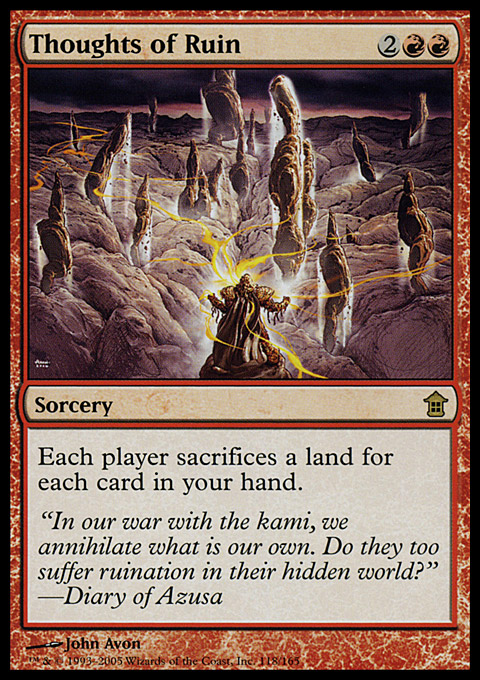 Thoughts of Ruin 2
Sorcery
Each player sacrifices a land for
each card in your hand.
“In our war with the kami, we
annihilate what is our own. Do they too
suffer ruination in their hidden world?”
—Diary of Azusa
John Avon
™ & © 1993–2005 Wizards of the Coast, Inc. 118/165